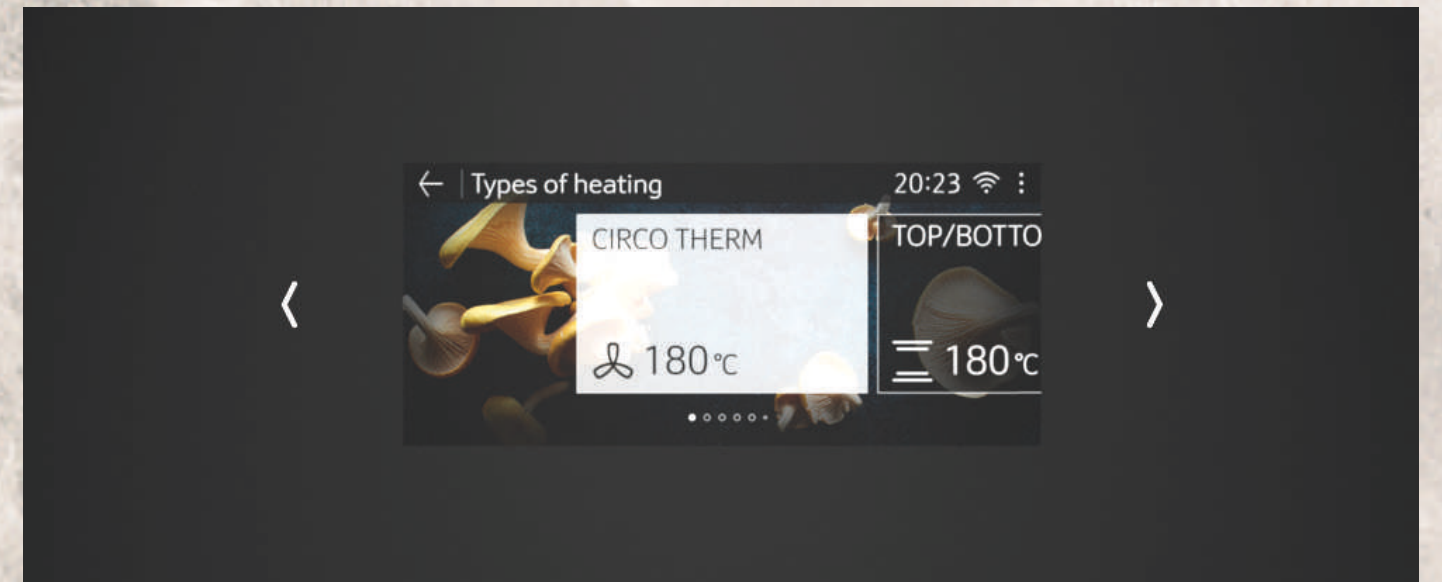 Types of heating
20:23
CIRCO THERM
180 °C
TOP/BOTTO
180 °C